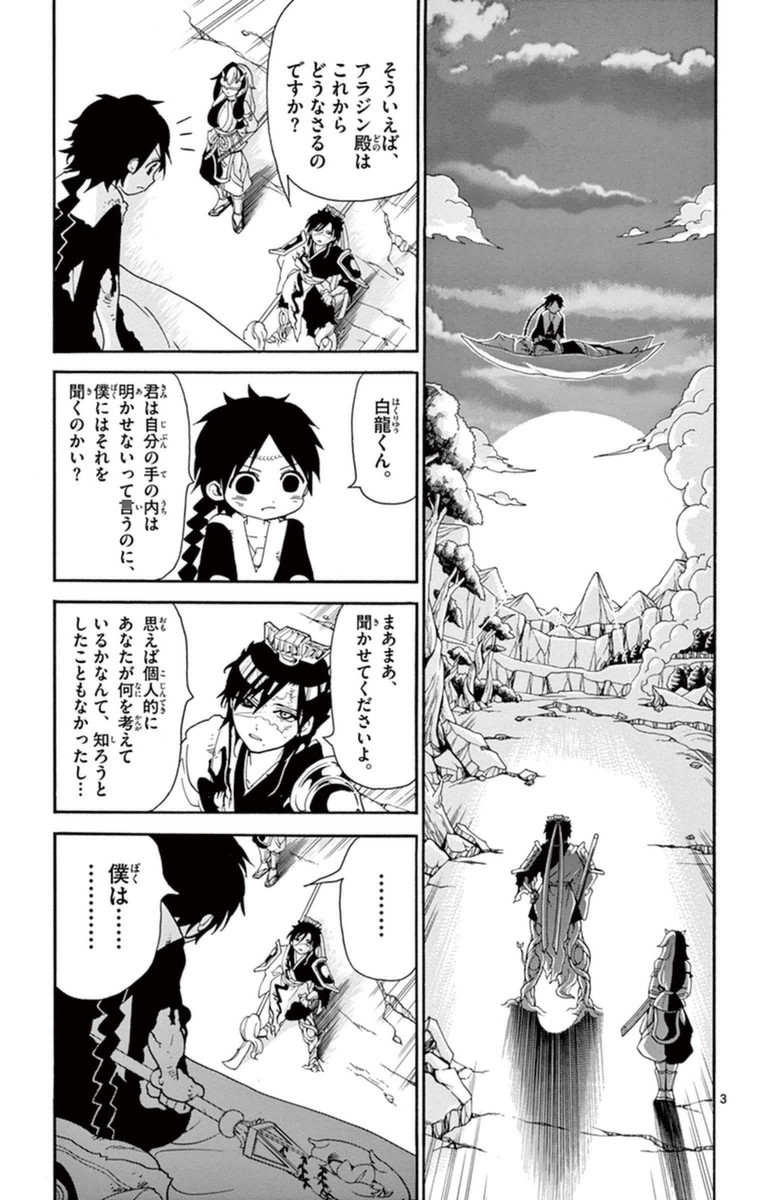 そういえば、
アラジン殿は
これから
どうなさるの
ですか？
白龍くん。
君は自分の手の内は
明かせないって言うのに、
僕にはそれを
聞くのかい？
まあまあ、
聞かせてくださいよ。
思えば個人的に
あなたが何を考えて
いるかなんて、知ろうと
したこともなかったし…
………
僕は……
………
3